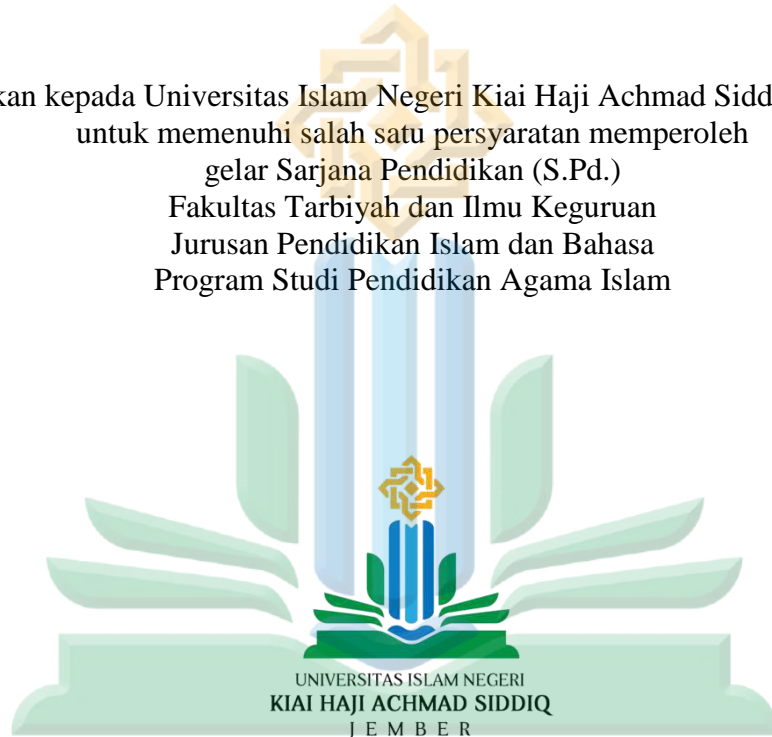 kan kepada Universitas Islam Negeri Kiai Haji Achmad Sidd
untuk memenuhi salah satu persyaratan memperoleh
gelar Sarjana Pendidikan (S.Pd.)
Fakultas Tarbiyah dan Ilmu Keguruan
Jurusan Pendidikan Islam dan Bahasa
Program Studi Pendidikan Agama Islam
UNIVERSITAS ISLAM NEGERI
KIAI HAJI ACHMAD SIDDIQ
JEMBER